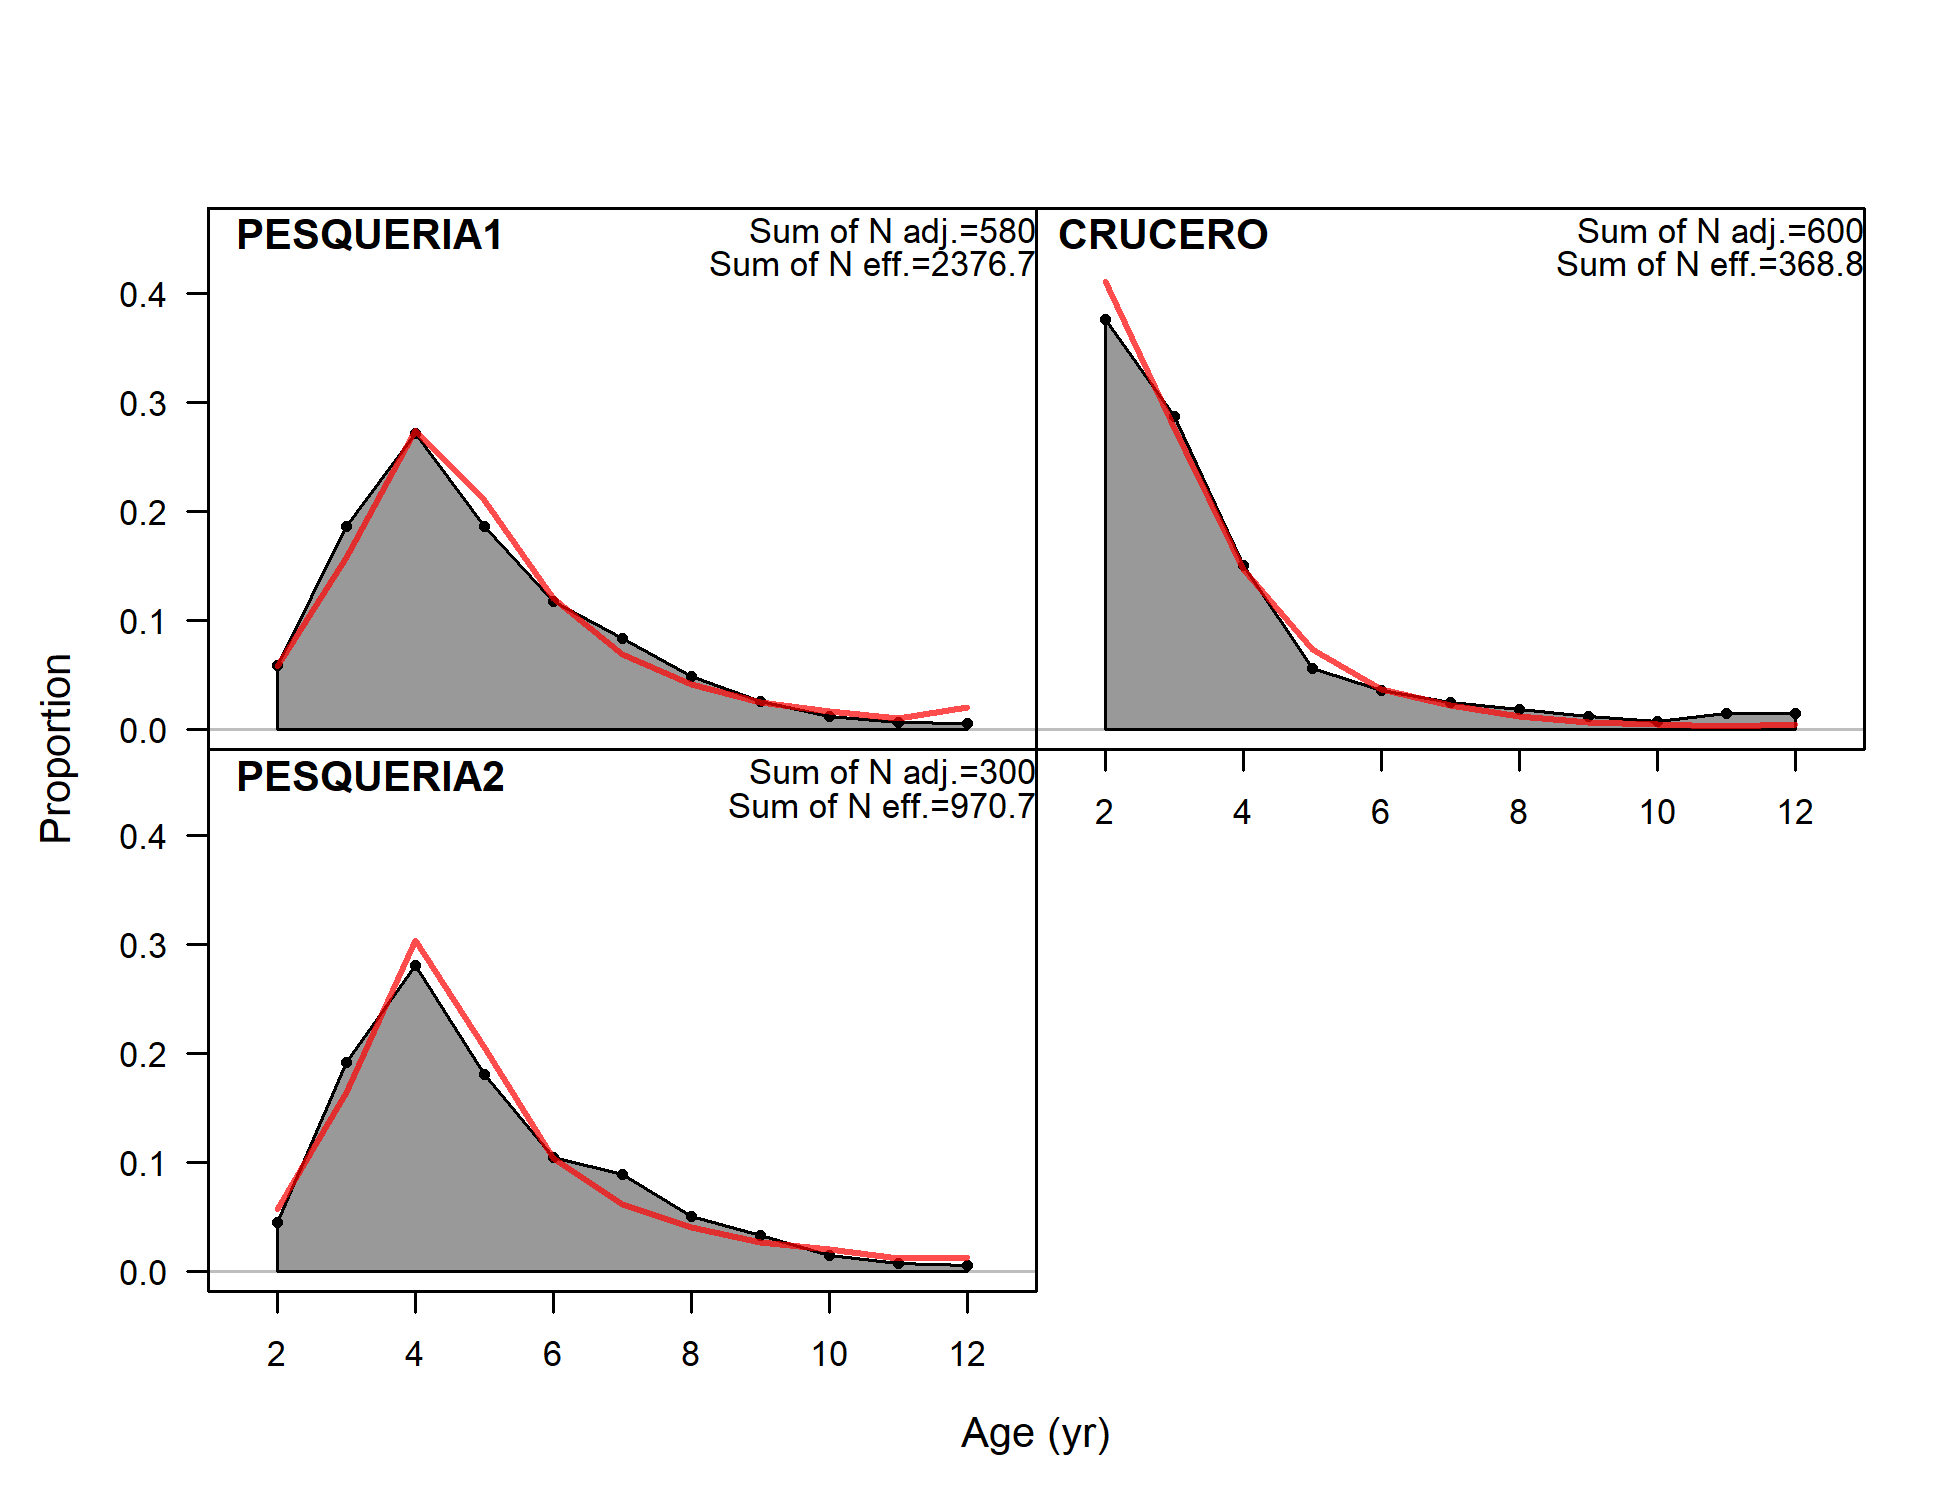 PESQUERIA1
Sum of N adj.=580
Sum of N eff.=2376.7
CRUCERO
Sum of N adj.=600
Sum of N eff.=368.8
0.4
0.3
0.2
0.1
0.0
2 4 6 8 10 12
PESQUERIA2
Sum of N adj.=300
Sum of N eff.=970.7
0.4
0.3
0.2
0.1
0.0
2 4 6 8 10 12
Proportion
Age (yr)